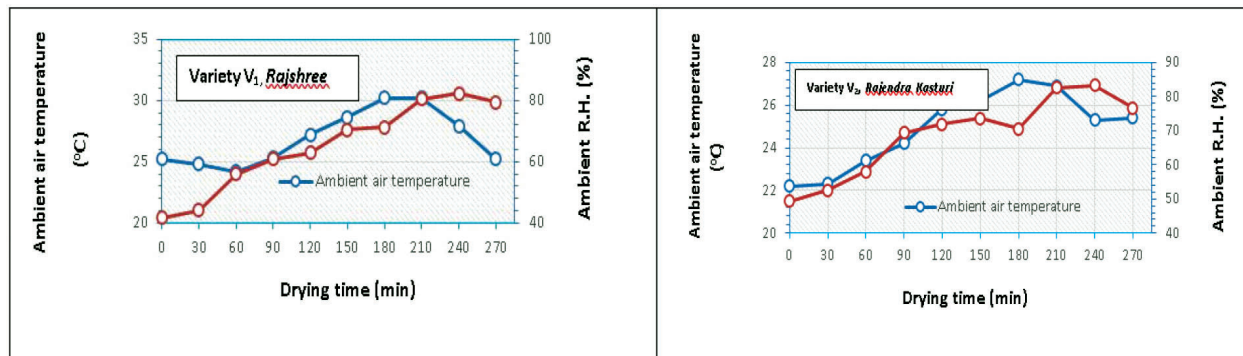 Ambient air temperature
(°C)
35
30
25
20
Variety V₁, Rajshree
Ambient air temperature
100
80
60
40
Ambient R.H. (%)
0 30 60 90 120 150 180 210 240 270
Drying time (min)
Ambient air temperature
(°C)
28
26
24
22
20
Variety V₂, Rajendra Kasturi
Ambient air temperature
90
80
70
60
50
40
Ambient R.H. (%)
0 30 60 90 120 150 180 210 240 270
Drying time (min)